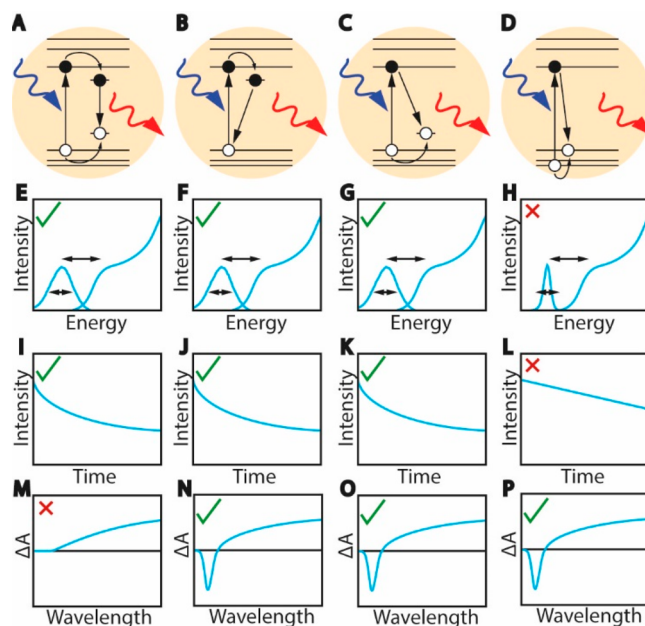 A B C D
E F G H
Intensity Intensity Intensity Intensity
Energy Energy Energy Energy
I J K L
Intensity Intensity Intensity Intensity
Time Time Time Time
M N O P
ΔA ΔA ΔA ΔA
Wavelength Wavelength Wavelength Wavelength